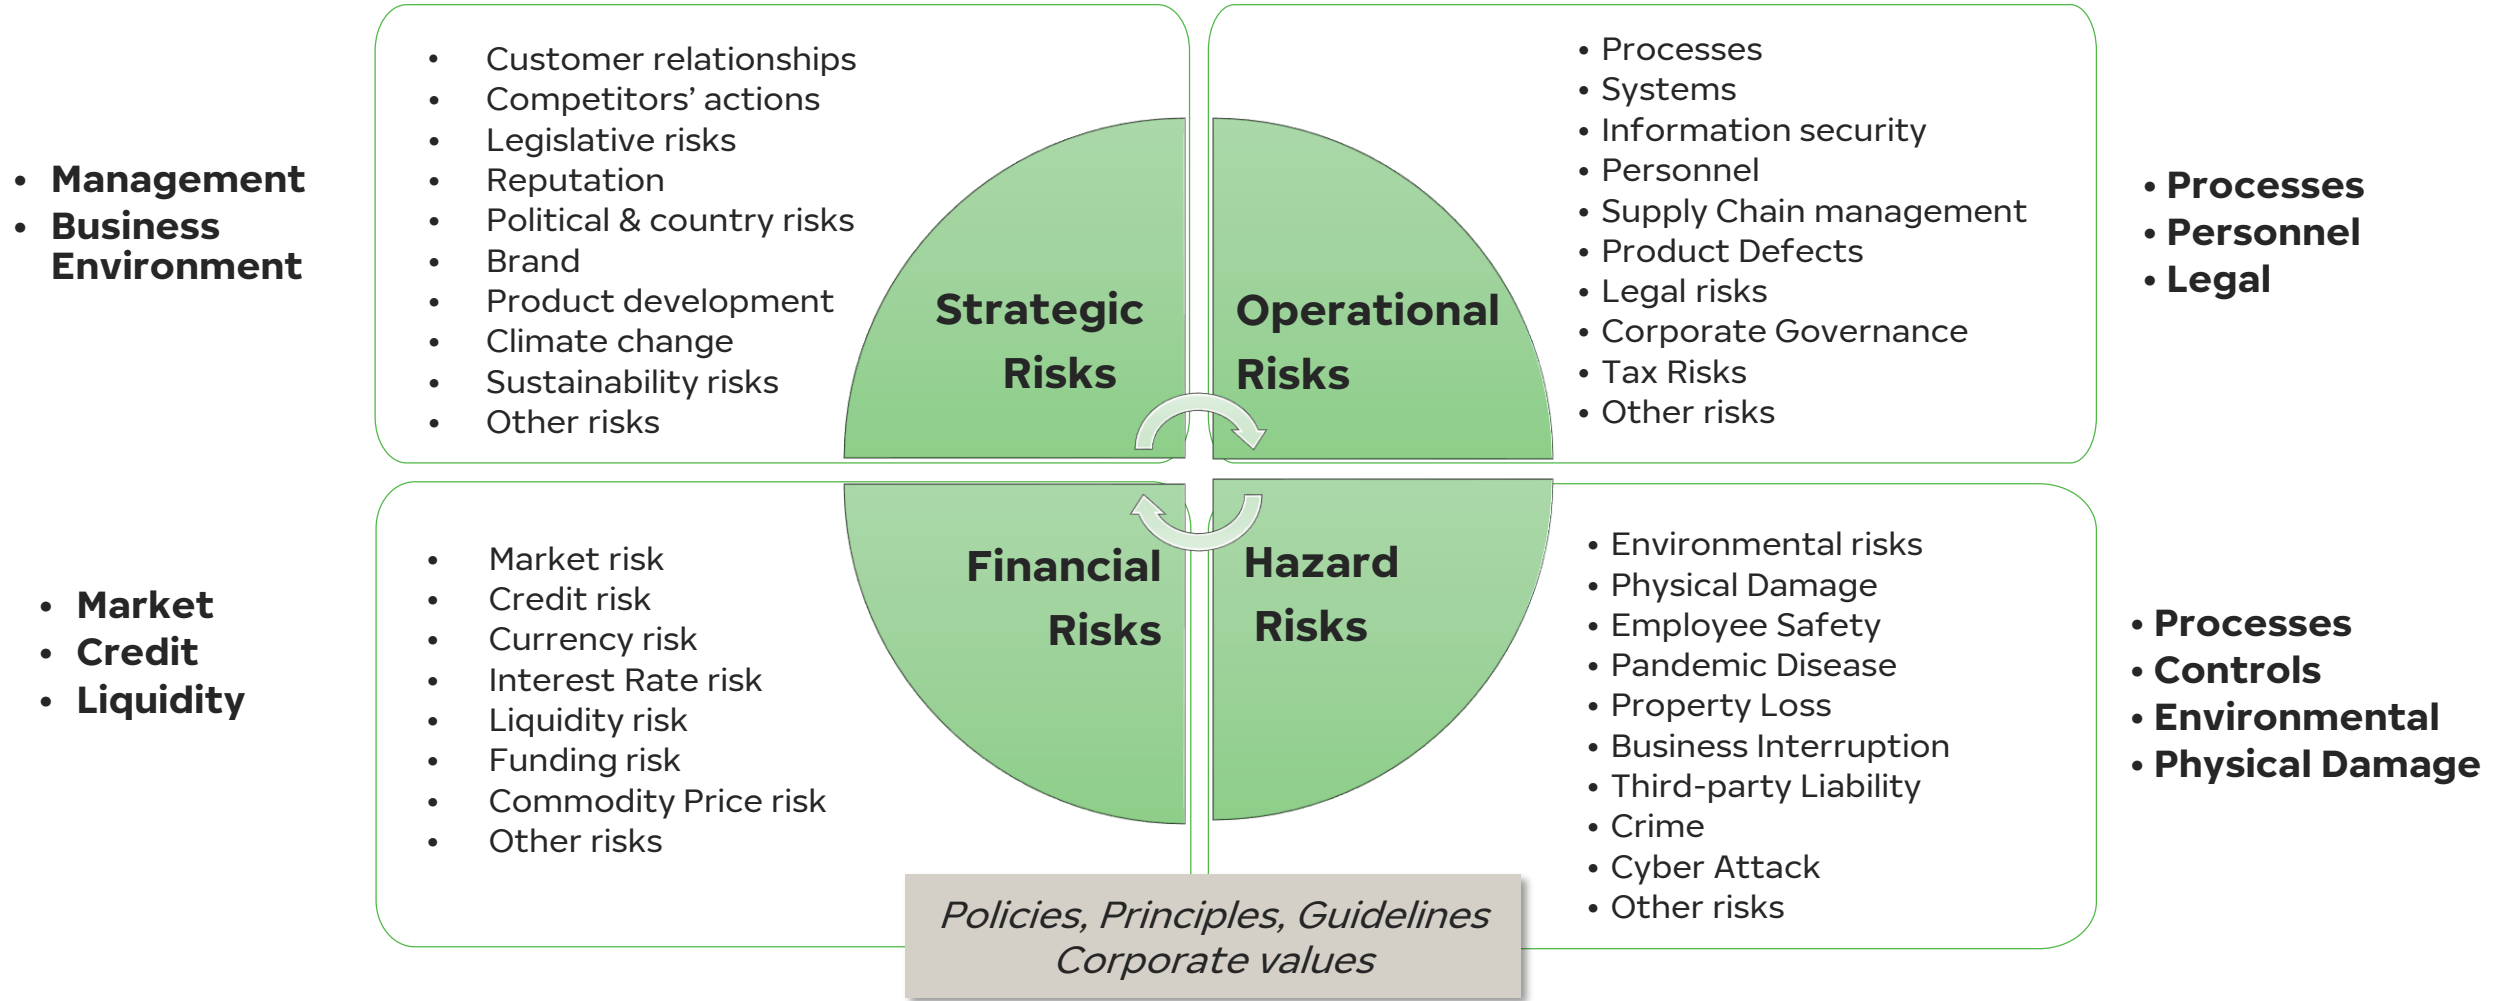 • Management
• Business
Environment
• Customer relationships
• Competitors’ actions
• Legislative risks
• Reputation
• Political & country risks
• Brand
• Product development
• Climate change
• Sustainability risks
• Other risks
Strategic
Risks
Operational
Risks
• Processes
• Systems
• Information security
• Personnel
• Supply Chain management
• Product Defects
• Legal risks
• Corporate Governance
• Tax Risks
• Other risks
• Processes
• Personnel
• Legal
• Market
• Credit
• Liquidity
• Market risk
• Credit risk
• Currency risk
• Interest Rate risk
• Liquidity risk
• Funding risk
• Commodity Price risk
• Other risks
Financial
Risks
Hazard
Risks
• Environmental risks
• Physical Damage
• Employee Safety
• Pandemic Disease
• Property Loss
• Business Interruption
• Third-party Liability
• Crime
• Cyber Attack
• Other risks
• Processes
• Controls
• Environmental
• Physical Damage
Policies, Principles, Guidelines
Corporate values